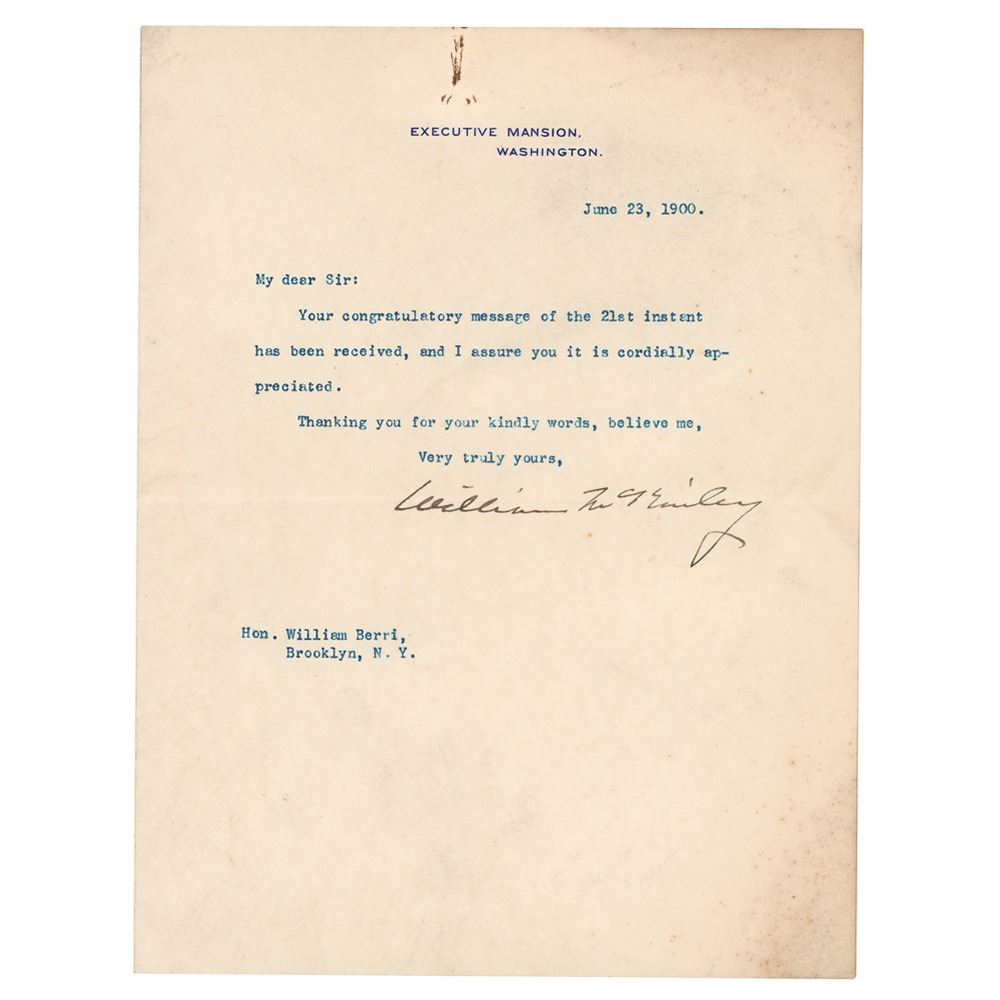 EXECUTIVE MANSION,
WASHINGTON.
June 23, 1900.
My dear Sir:
Your congratulatory message of the 21st instant
has been received, and I assure you it is cordially ap-
preciated.
Thanking you for your kindly words, believe me,
Very truly yours,
William McKinley
Hon. William Berri,
Brooklyn, N. Y.